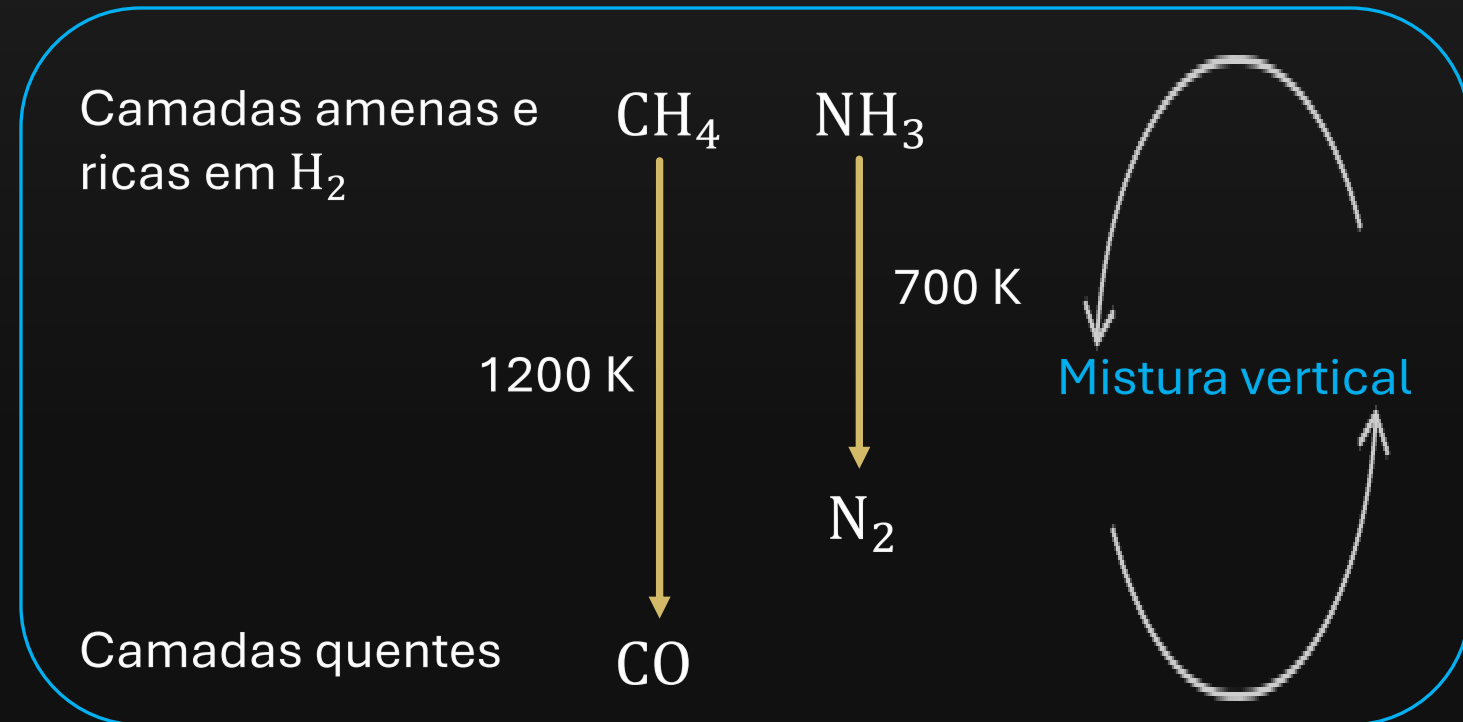 Camadas amenas e
ricas em H₂
CH₄
NH₃
700 K
1200 K
Mistura vertical
N₂
Camadas quentes
CO